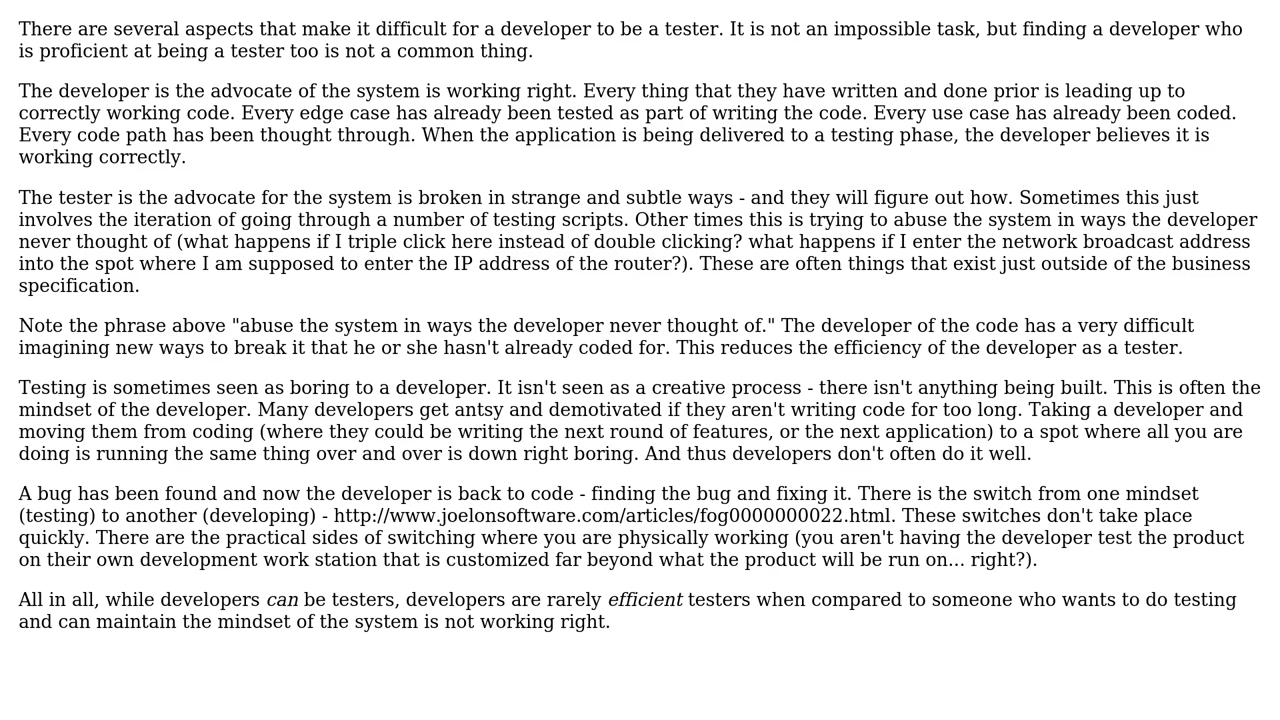 There are several aspects that make it difficult for a developer to be a tester. It is not an impossible task, but finding a developer who
is proficient at being a tester too is not a common thing.
The developer is the advocate of the system is working right. Every thing that they have written and done prior is leading up to
correctly working code. Every edge case has already been tested as part of writing the code. Every use case has already been coded.
Every code path has been thought through. When the application is being delivered to a testing phase, the developer believes it is
working correctly.
The tester is the advocate for the system is broken in strange and subtle ways - and they will figure out how. Sometimes this just
involves the iteration of going through a number of testing scripts. Other times this is trying to abuse the system in ways the developer
never thought of (what happens if I triple click here instead of double clicking? what happens if I enter the network broadcast address
into the spot where I am supposed to enter the IP address of the router?). These are often things that exist just outside of the business
specification.
Note the phrase above "abuse the system in ways the developer never thought of." The developer of the code has a very difficult
imagining new ways to break it that he or she hasn't already coded for. This reduces the efficiency of the developer as a tester.
Testing is sometimes seen as boring to a developer. It isn't seen as a creative process - there isn't anything being built. This is often the
mindset of the developer. Many developers get antsy and demotivated if they aren't writing code for too long. Taking a developer and
moving them from coding (where they could be writing the next round of features, or the next application) to a spot where all you are
doing is running the same thing over and over is down right boring. And thus developers don't often do it well.
A bug has been found and now the developer is back to code - finding the bug and fixing it. There is the switch from one mindset
(testing) to another (developing) - http://www.joelonsoftware.com/articles/fog0000000022.html. These switches don't take place
quickly. There are the practical sides of switching where you are physically working (you aren't having the developer test the product
on their own development work station that is customized far beyond what the product will be run on... right?).
All in all, while developers can be testers, developers are rarely efficient testers when compared to someone who wants to do testing
and can maintain the mindset of the system is not working right.